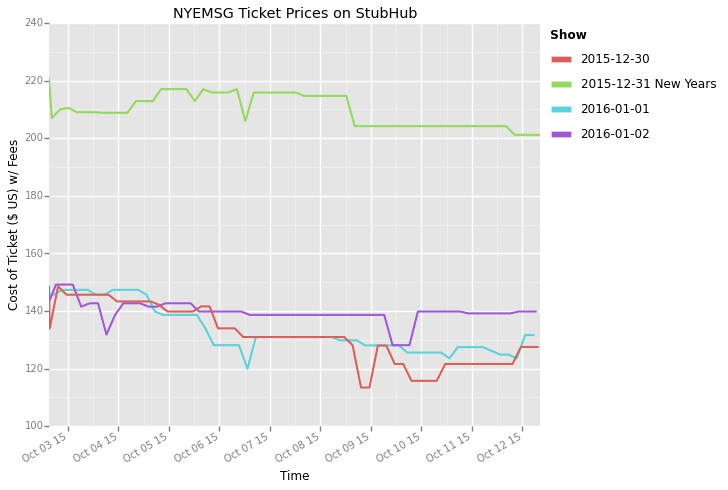 NYEMSG Ticket Prices on StubHub
240
220
200
180
160
140
120
100
Cost of Ticket ($ US) w/ Fees
Oct 03 15
Oct 04 15
Oct 05 15
Oct 06 15
Oct 07 15
Oct 08 15
Oct 09 15
Oct 10 15
Oct 11 15
Oct 12 15
Time
Show
2015-12-30
2015-12-31 New Years
2016-01-01
2016-01-02